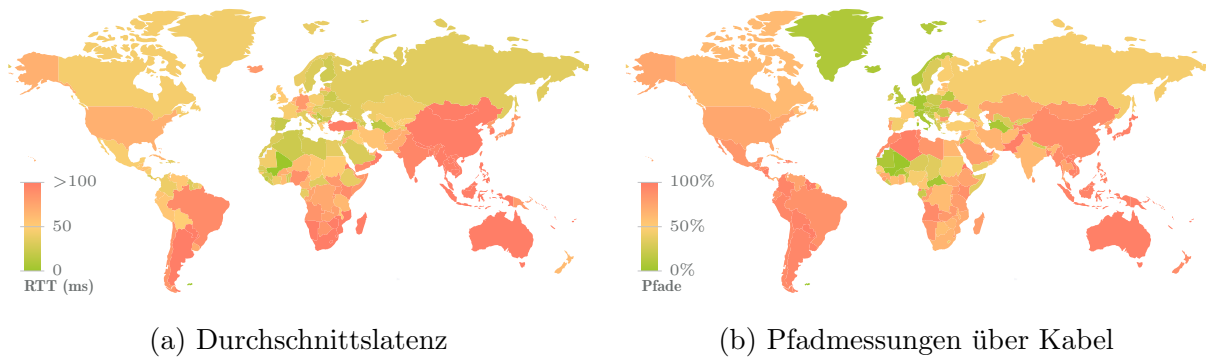 >100
50
0
RTT (ms)
100%
50%
0%
Pfade
(a) Durchschnittslatenz
(b) Pfadmessungen über Kabel